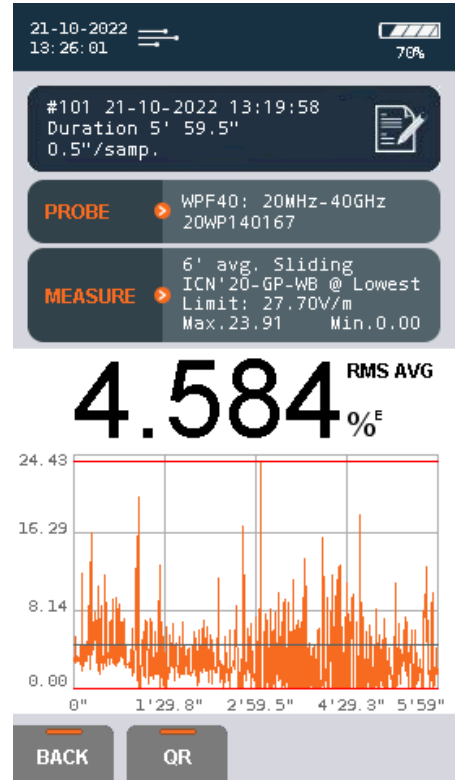 21-10-2022
13:26:01
70%
#101 21-10-2022 13:19:58
Duration 5' 59.5"
0.5"/samp.
PROBE
WPF40: 20MHz-40GHz
20WP140167
MEASURE
6' avg. Sliding
ICN'20-GP-WB @ Lowest
Limit: 27.70V/m
Max.23.91 Min.0.00
4.584 RMS AVG
%E
24.43
16.29
8.14
0.00
0" 1'29.8" 2'59.5" 4'29.3" 5'59"
BACK QR